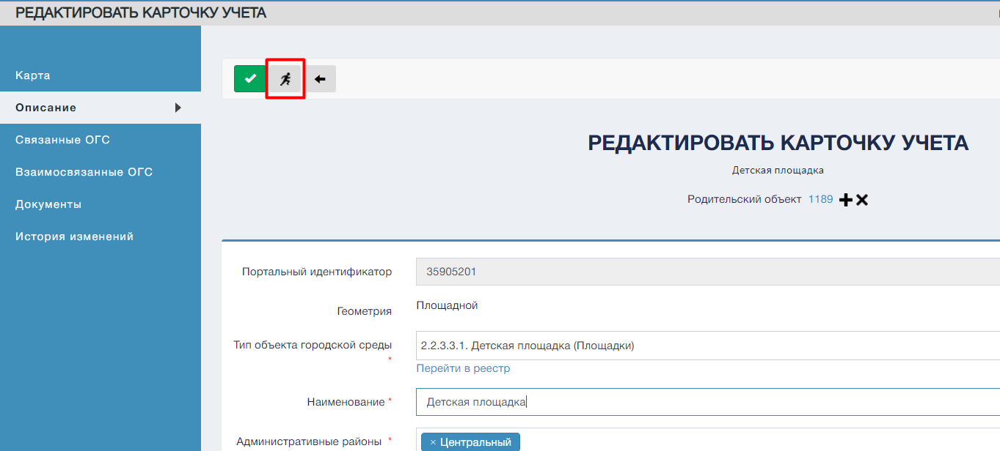 РЕДАКТИРОВАТЬ КАРТОЧКУ УЧЕТА
Карта
Описание
Связанные ОГС
Взаимосвязанные ОГС
Документы
История изменений
РЕДАКТИРОВАТЬ КАРТОЧКУ УЧЕТА
Детская площадка
Родительский объект 1189
Портальный идентификатор 35905201
Геометрия Площадной
Тип объекта городской среды * 2.2.3.3.1. Детская площадка (Площадки)
Перейти в реестр
Наименование * Детская площадка
Административные районы * × Центральный